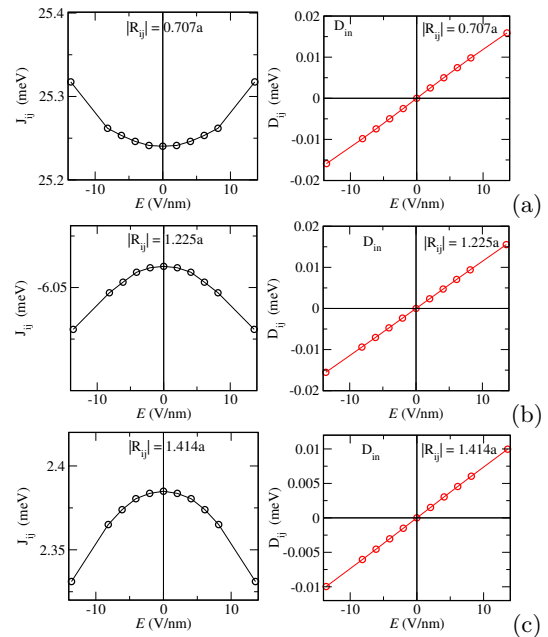 25.4
|R_ij| = 0.707a
25.3
25.2
J_ij (meV)
-10 0 10
E (V/nm)
0.02
D_in |R_ij| = 0.707a
0.01
0
-0.01
-0.02
D_ij (meV)
-10 0 10
E (V/nm)
(a)
|R_ij| = 1.225a
-6.05
J_ij (meV)
-10 0 10
E (V/nm)
0.02
D_in |R_ij| = 1.225a
0.01
0
-0.01
-0.02
D_ij (meV)
-10 0 10
E (V/nm)
(b)
|R_ij| = 1.414a
2.4
2.35
J_ij (meV)
-10 0 10
E (V/nm)
D_in |R_ij| = 1.414a
0.01
0.005
0
-0.005
-0.01
D_ij (meV)
-10 0 10
E (V/nm)
(c)